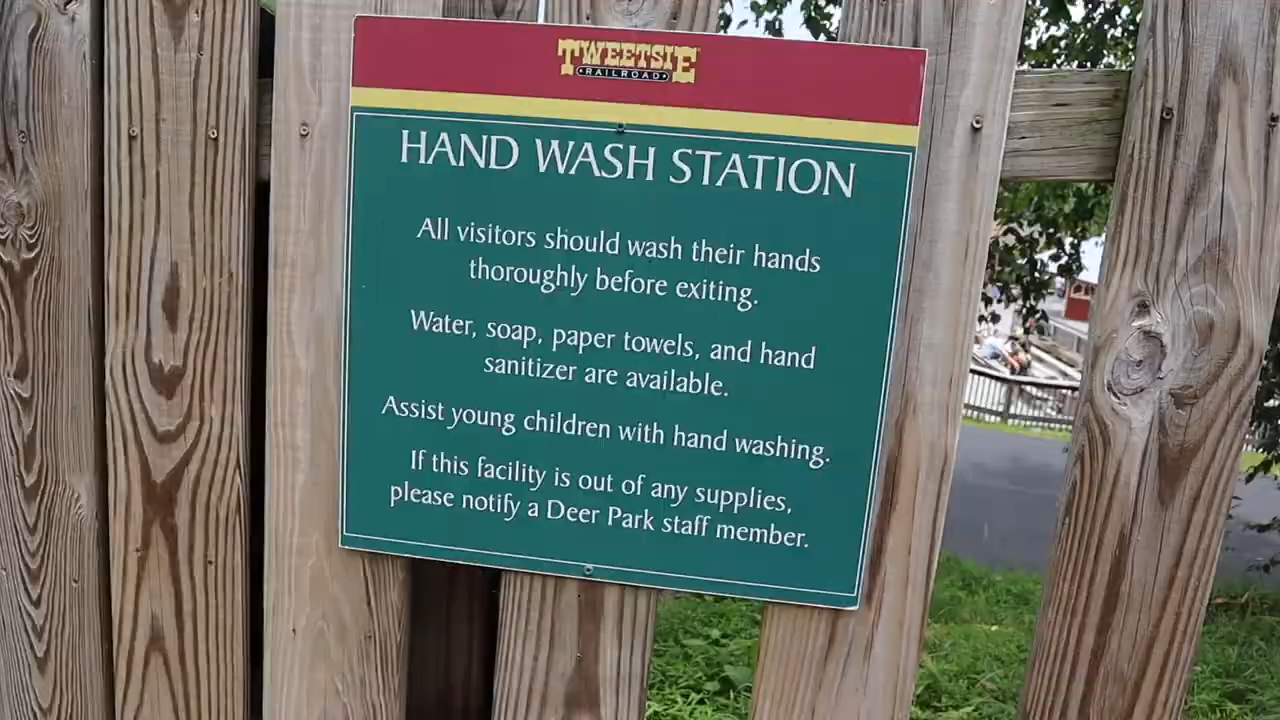 TWEETSIE
RAILROAD
HAND WASH STATION
All visitors should wash their hands
thoroughly before exiting.
Water, soap, paper towels, and hand
sanitizer are available.
Assist young children with hand washing.
If this facility is out of any supplies,
please notify a Deer Park staff member.